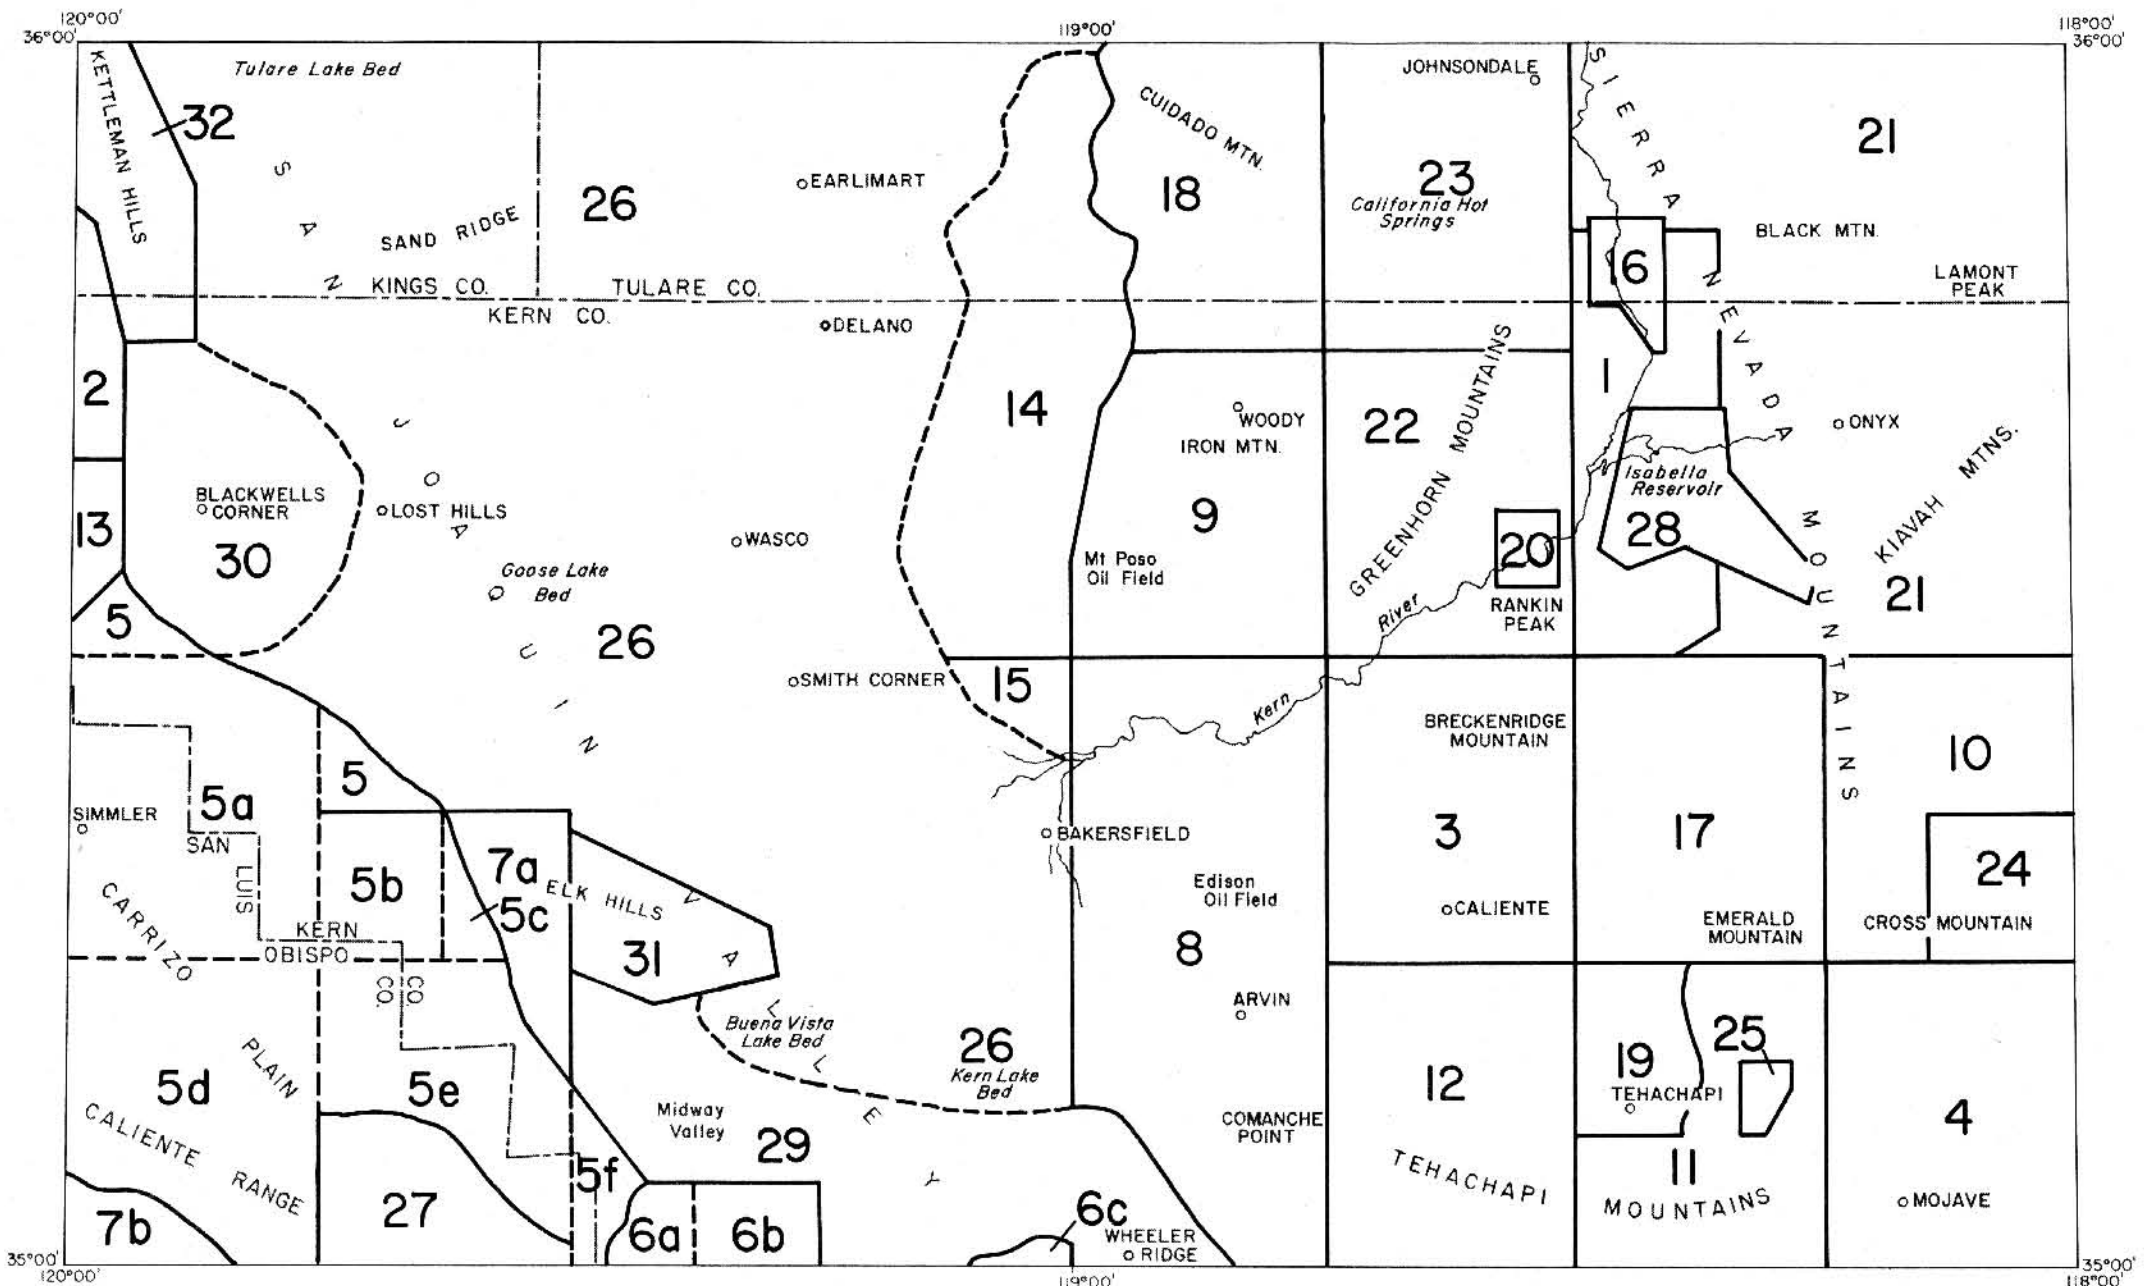 120°00'
119°00'
118°00'
36°00'
36°00'
KETTLEMAN HILLS
Tulare Lake Bed
32
SAN JOAQUIN VALLEY
SAND RIDGE
26
EARLIMART
CUIDADO MTN.
18
JOHNSONDALE
23
California Hot
Springs
SIERRA NEVADA MOUNTAINS
21
BLACK MTN.
16
LAMONT
PEAK
KINGS CO.
TULARE CO.
KERN CO.
DELANO
2
14
WOODY
IRON MTN.
22
GREENHORN MOUNTAINS
1
ONYX
KIAVAH MTNS.
Isabella
Reservoir
BLACKWELLS
CORNER
LOST HILLS
13
30
WASCO
Goose Lake
Bed
9
Mt Poso
Oil Field
20
28
RANKIN
PEAK
21
5
26
SMITH CORNER
15
Kern River
BRECKENRIDGE
MOUNTAIN
10
5a
5
SIMMLER
SAN LUIS OBISPO CO.
KERN CO.
BAKERSFIELD
3
17
5b
7a
5c
ELK HILLS
31
Edison
Oil Field
CALIENTE
24
EMERALD
MOUNTAIN
CROSS MOUNTAIN
CARRIZO PLAIN
8
ARVIN
Buena Vista
Lake Bed
26
Kern Lake
Bed
19
25
TEHACHAPI
12
4
5d
5e
CALIENTE RANGE
Midway
Valley
29
COMANCHE
POINT
TEHACHAPI MOUNTAINS
11
MOJAVE
5f
7b
27
6a
6b
6c
WHEELER
RIDGE
35°00'
35°00'
120°00'
119°00'
118°00'